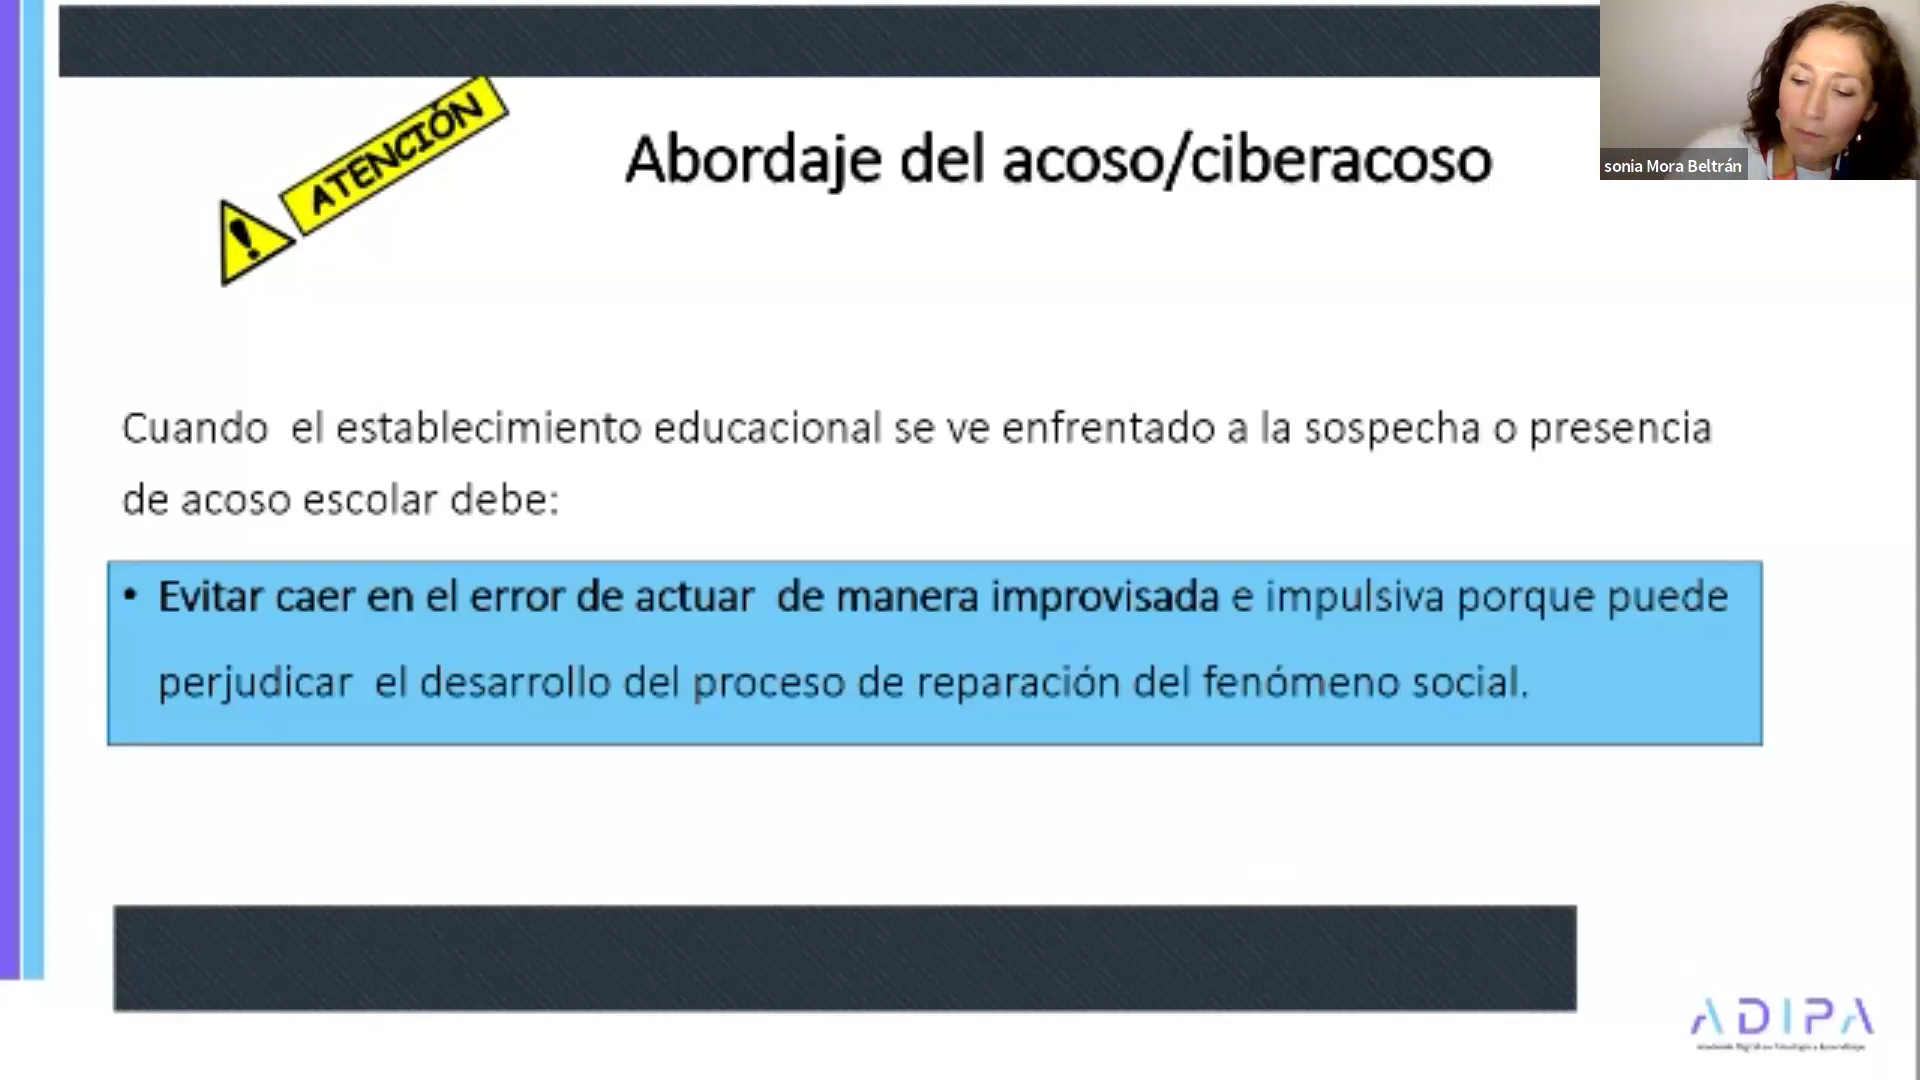 ATENCIÓN
Abordaje del acoso/ciberacoso
sonia Mora Beltrán
Cuando el establecimiento educacional se ve enfrentado a la sospecha o presencia
de acoso escolar debe:
• Evitar caer en el error de actuar de manera improvisada e impulsiva porque puede
perjudicar el desarrollo del proceso de reparación del fenómeno social.
ADIPA